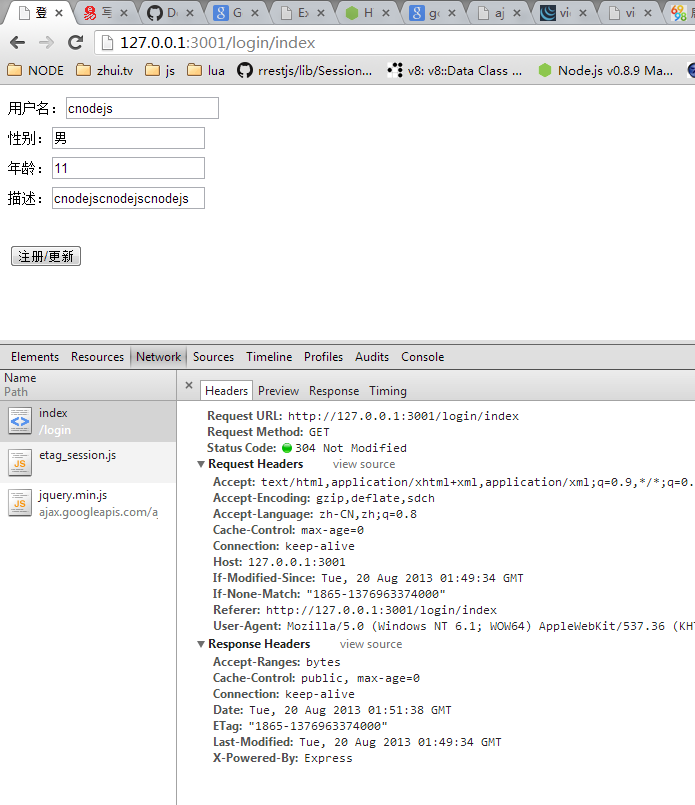 登 写 De G Ex H ge aj vie vi
127.0.0.1:3001/login/index
NODE zhui.tv js lua rrestjs/lib/Session... v8: v8::Data Class ... Node.js v0.8.9 Ma...
用户名： cnodejs
性别： 男
年龄： 11
描述： cnodejscnodejscnodejs
注册/更新
Elements Resources Network Sources Timeline Profiles Audits Console
Name
Path
index
/login
etag_session.js
jquery.min.js
ajax.googleapis.com/a
× Headers Preview Response Timing
Request URL: http://127.0.0.1:3001/login/index
Request Method: GET
Status Code: 304 Not Modified
Request Headers view source
Accept: text/html,application/xhtml+xml,application/xml;q=0.9,*/*;q=0.
Accept-Encoding: gzip,deflate,sdch
Accept-Language: zh-CN,zh;q=0.8
Cache-Control: max-age=0
Connection: keep-alive
Host: 127.0.0.1:3001
If-Modified-Since: Tue, 20 Aug 2013 01:49:34 GMT
If-None-Match: "1865-1376963374000"
Referer: http://127.0.0.1:3001/login/index
User-Agent: Mozilla/5.0 (Windows NT 6.1; WOW64) AppleWebKit/537.36 (KH
Response Headers view source
Accept-Ranges: bytes
Cache-Control: public, max-age=0
Connection: keep-alive
Date: Tue, 20 Aug 2013 01:51:38 GMT
ETag: "1865-1376963374000"
Last-Modified: Tue, 20 Aug 2013 01:49:34 GMT
X-Powered-By: Express